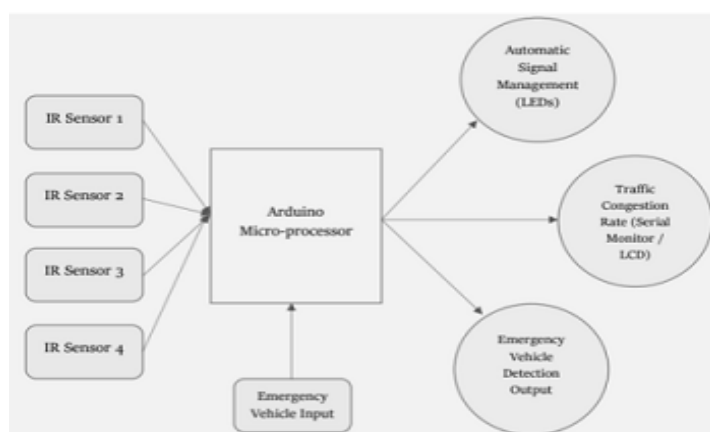 IR Sensor 1
IR Sensor 2
IR Sensor 3
IR Sensor 4
Arduino
Micro-processor
Emergency
Vehicle Input
Automatic
Signal
Management
(LEDs)
Traffic
Congestion
Rate (Serial
Monitor /
LCD)
Emergency
Vehicle
Detection
Output